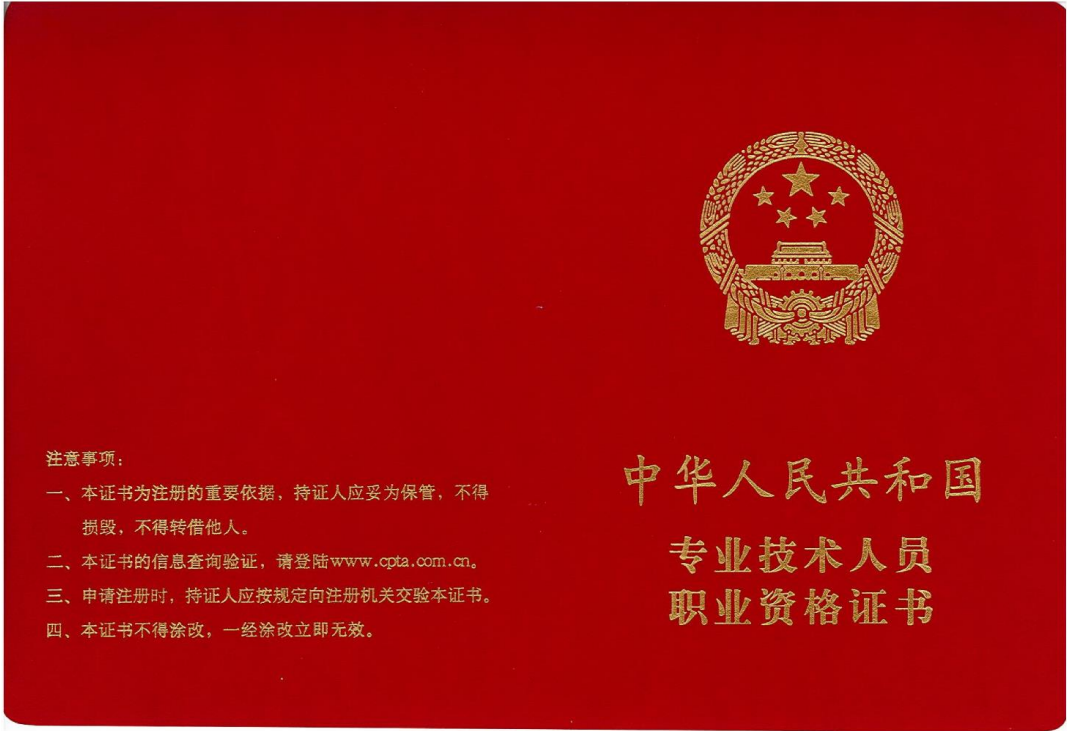 注意事项：
一、本证书为注册的重要依据，持证人应妥为保管，不得
损毁，不得转借他人。
二、本证书的信息查询验证，请登陆www.cpta.com.cn。
三、申请注册时，持证人应按规定向注册机关交验本证书。
四、本证书不得涂改，一经涂改立即无效。
中华人民共和国
专业技术人员
职业资格证书